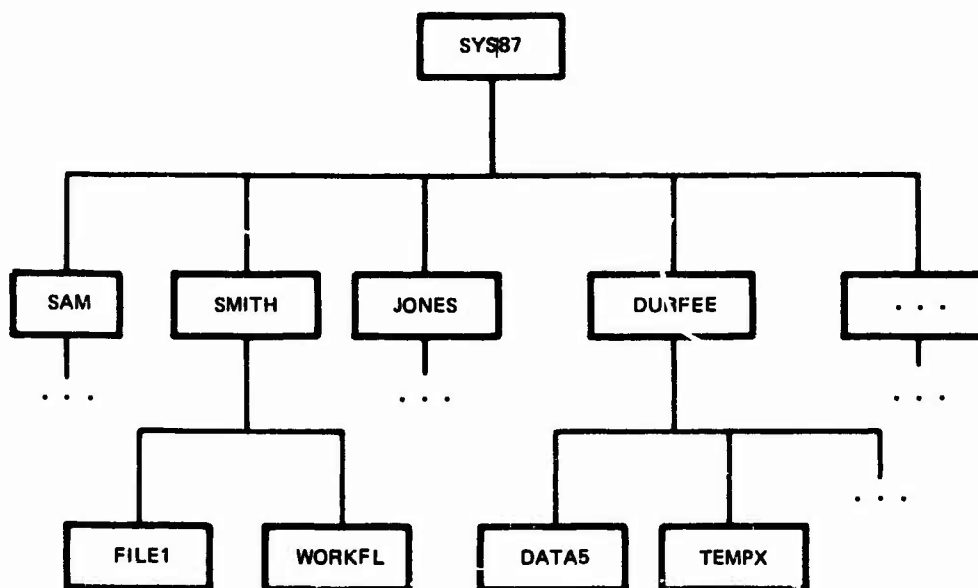 SYS87
SAM SMITH JONES DURFEE . . .
. . . . . . . . .
. . .
FILE1 WORKFL DATA5 TEMPX